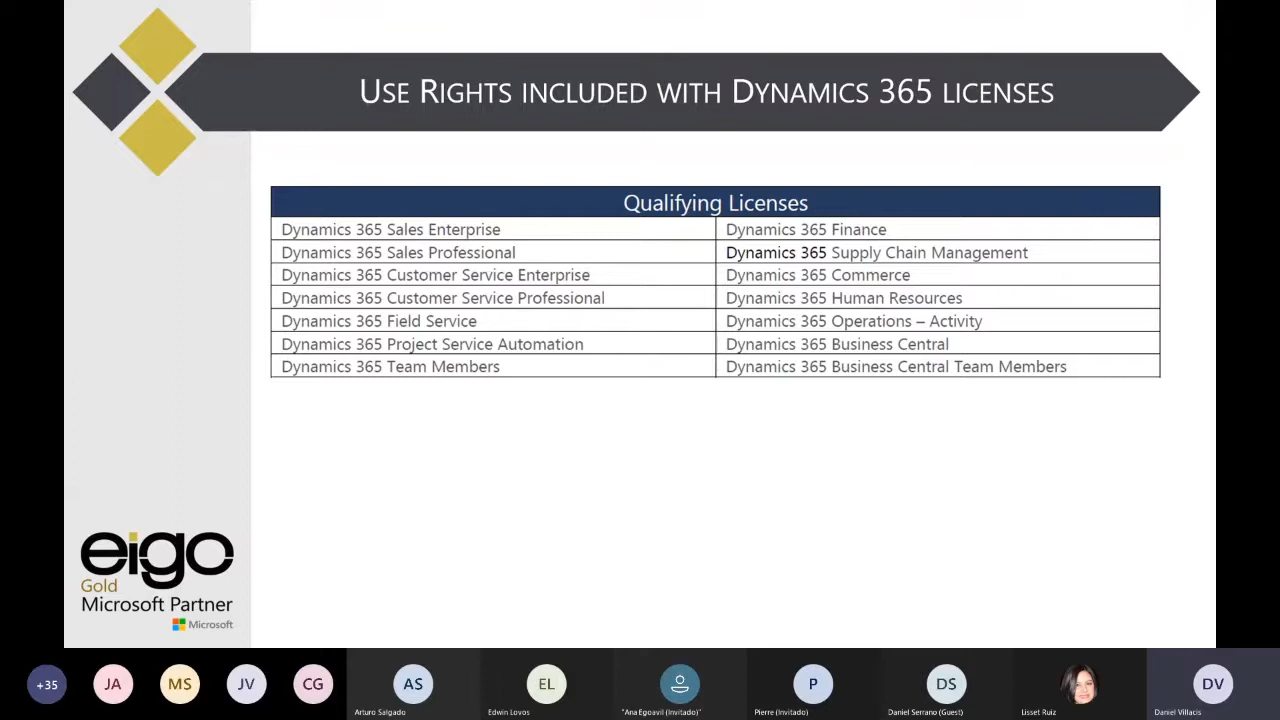 USE RIGHTS INCLUDED WITH DYNAMICS 365 LICENSES
Qualifying Licenses
Dynamics 365 Sales Enterprise
Dynamics 365 Finance
Dynamics 365 Sales Professional
Dynamics 365 Supply Chain Management
Dynamics 365 Customer Service Enterprise
Dynamics 365 Commerce
Dynamics 365 Customer Service Professional
Dynamics 365 Human Resources
Dynamics 365 Field Service
Dynamics 365 Operations – Activity
Dynamics 365 Project Service Automation
Dynamics 365 Business Central
Dynamics 365 Team Members
Dynamics 365 Business Central Team Members
eigo
Gold
Microsoft Partner
Microsoft
+35
JA
MS
JV
CG
AS
Arturo Salgado
EL
Edwin Lovos
"Ana Egoavil (Invitado)"
P
Pierre (Invitado)
DS
Daniel Serrano (Guest)
Lisset Ruiz
DV
Daniel Villacis